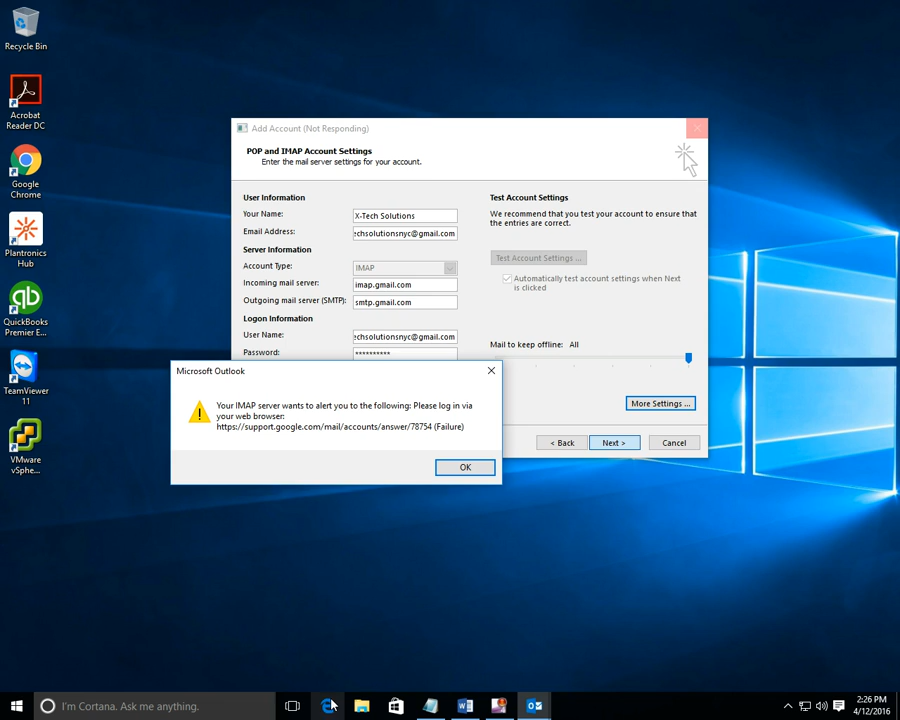 Recycle Bin
Acrobat
Reader DC
Google
Chrome
Plantronics
Hub
QuickBooks
Premier E...
TeamViewer
11
VMware
vSphe...
Add Account (Not Responding)
POP and IMAP Account Settings
Enter the mail server settings for your account.
User Information
Your Name:
X-Tech Solutions
Email Address:
echsolutionsnyc@gmail.com
Server Information
Account Type:
IMAP
Incoming mail server:
imap.gmail.com
Outgoing mail server (SMTP):
smtp.gmail.com
Logon Information
User Name:
echsolutionsnyc@gmail.com
Password:
**********
Test Account Settings
We recommend that you test your account to ensure that
the entries are correct.
Test Account Settings ...
Automatically test account settings when Next
is clicked
Mail to keep offline: All
More Settings ...
< Back
Next >
Cancel
Microsoft Outlook
Your IMAP server wants to alert you to the following: Please log in via
your web browser:
https://support.google.com/mail/accounts/answer/78754 (Failure)
OK
I'm Cortana. Ask me anything.
2:26 PM
4/12/2016